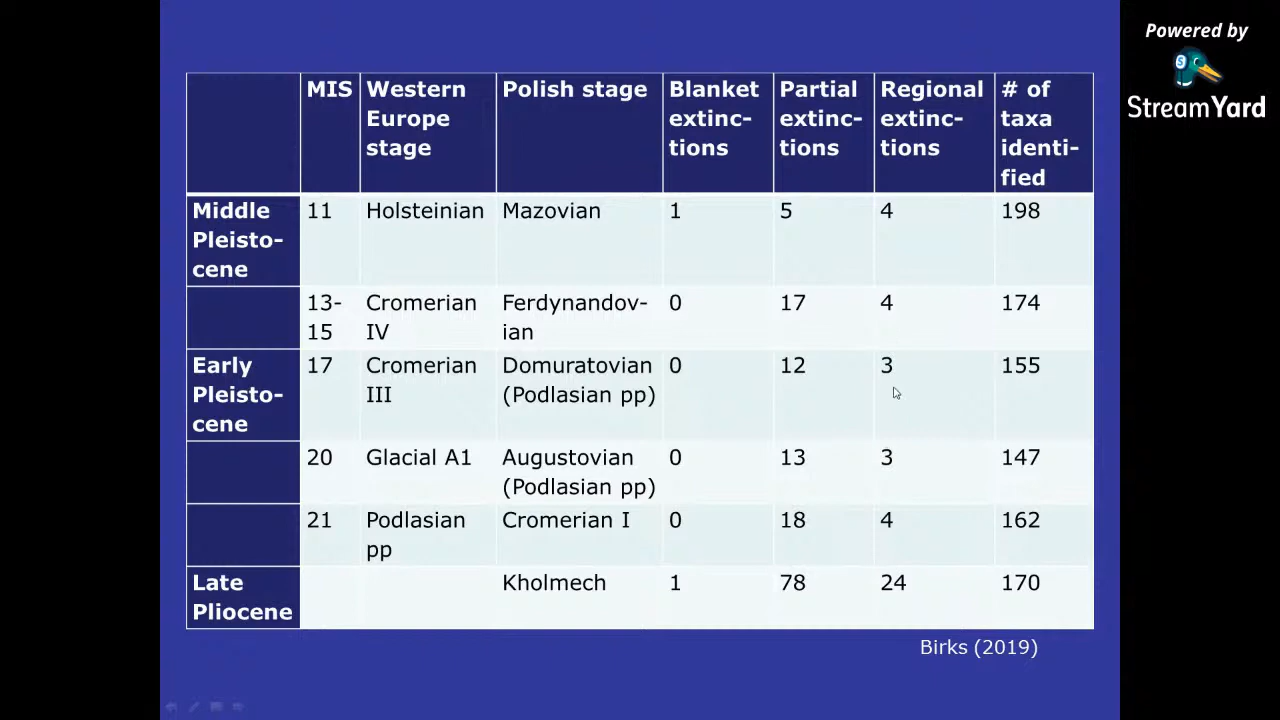 Powered by
StreamYard
MIS
Western
Europe
stage
Polish stage
Blanket
extinc-
tions
Partial
extinc-
tions
Regional
extinc-
tions
# of
taxa
identi-
fied
Middle
Pleisto-
cene
11
Holsteinian
Mazovian
1
5
4
198
13-
15
Cromerian
IV
Ferdynandov-
ian
0
17
4
174
Early
Pleisto-
cene
17
Cromerian
III
Domuratovian
(Podlasian pp)
0
12
3
155
20
Glacial A1
Augustovian
(Podlasian pp)
0
13
3
147
21
Podlasian
pp
Cromerian I
0
18
4
162
Late
Pliocene
Kholmech
1
78
24
170
Birks (2019)